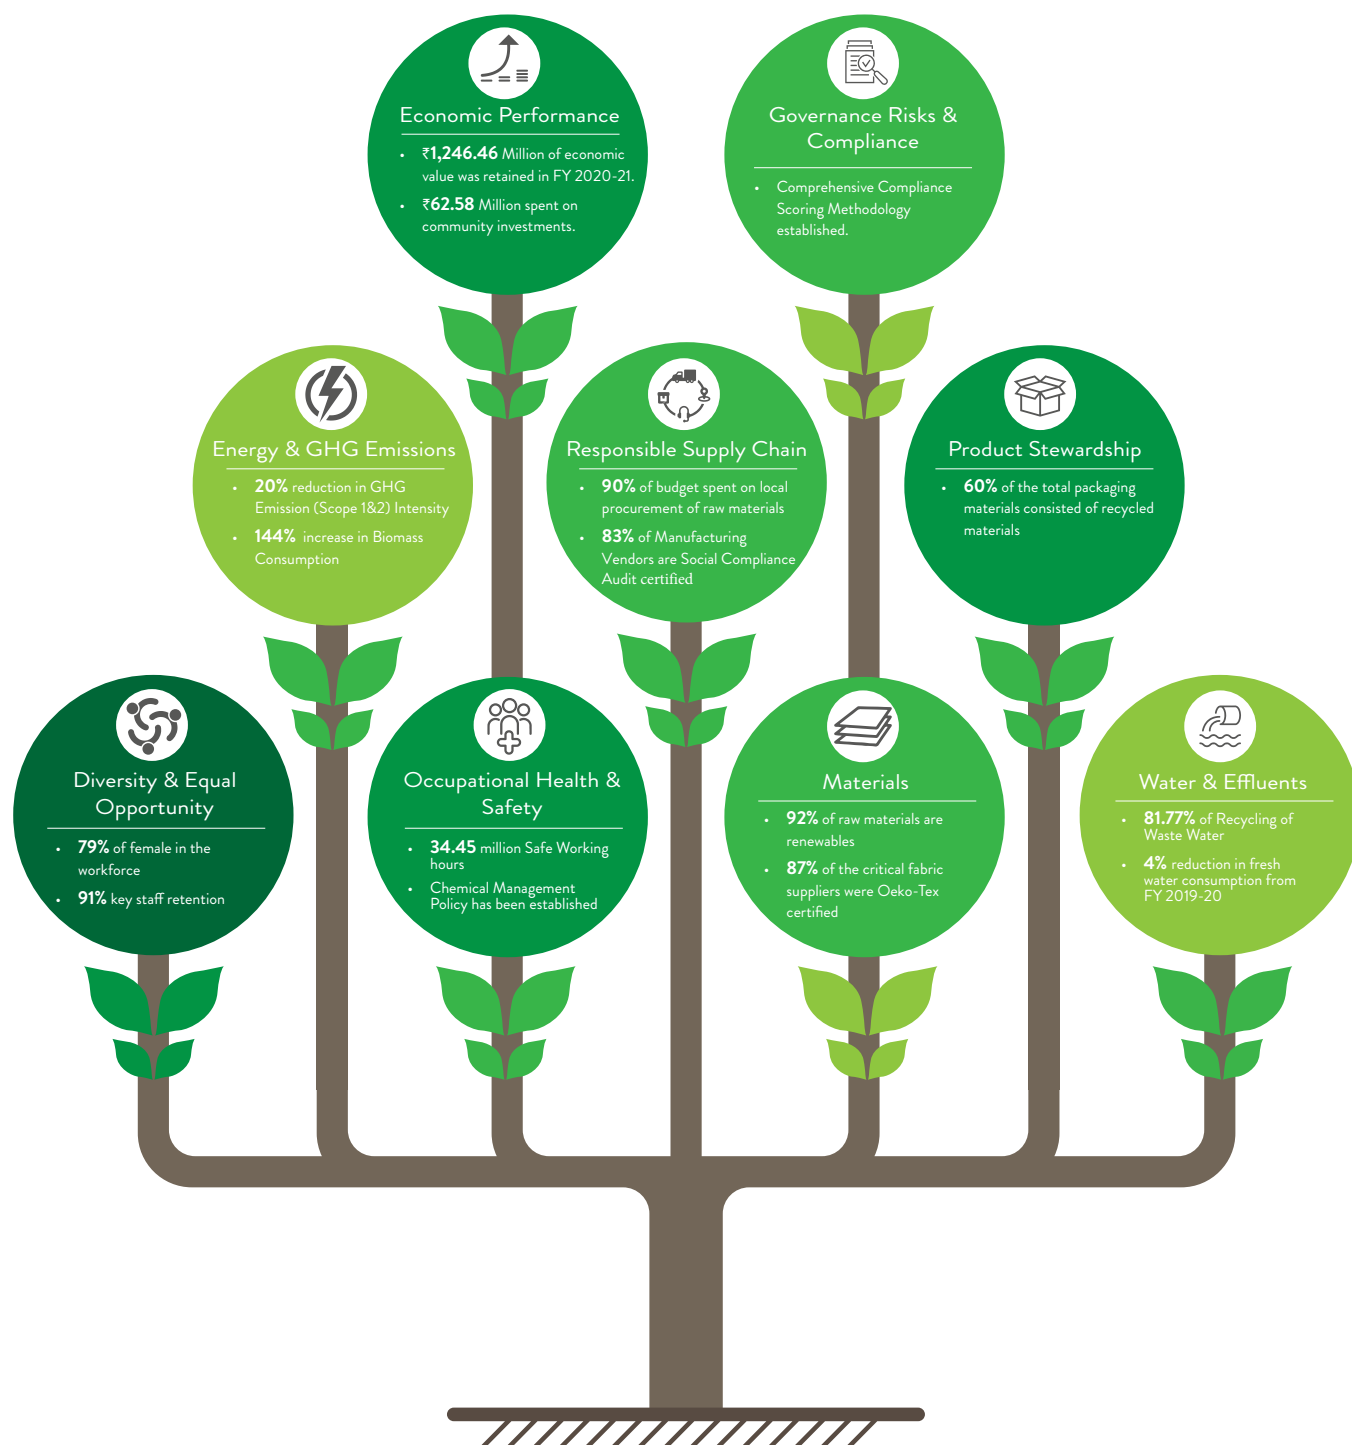 Economic Performance
• ₹1,246.46 Million of economic
value was retained in FY 2020-21.
• ₹62.58 Million spent on
community investments.
Governance Risks &
Compliance
• Comprehensive Compliance
Scoring Methodology
established.
Energy & GHG Emissions
• 20% reduction in GHG
Emission (Scope 1&2) Intensity
• 144% increase in Biomass
Consumption
Responsible Supply Chain
• 90% of budget spent on local
procurement of raw materials
• 83% of Manufacturing
Vendors are Social Compliance
Audit certified
Product Stewardship
• 60% of the total packaging
materials consisted of recycled
materials
Diversity & Equal
Opportunity
• 79% of female in the
workforce
• 91% key staff retention
Occupational Health &
Safety
• 34.45 million Safe Working
hours
• Chemical Management
Policy has been established
Materials
• 92% of raw materials are
renewables
• 87% of the critical fabric
suppliers were Oeko-Tex
certified
Water & Effluents
• 81.77% of Recycling of
Waste Water
• 4% reduction in fresh
water consumption from
FY 2019-20